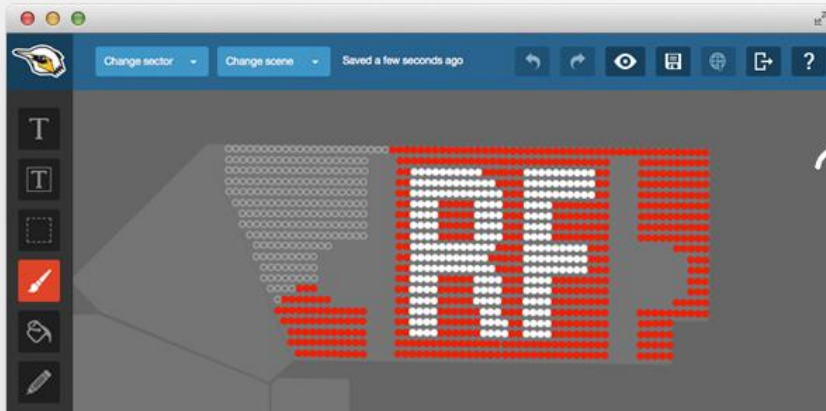 Change sector
Change scene
Saved a few seconds ago
?
T
T
RF